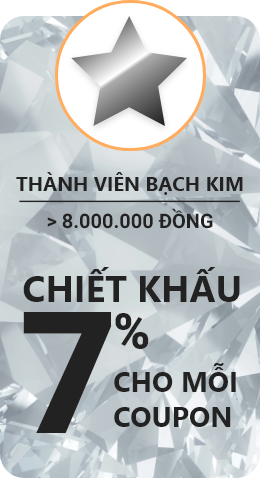 THÀNH VIÊN BẠCH KIM
> 8.000.000 ĐỒNG
CHIẾT KHẤU
7%
CHO MỖI
COUPON